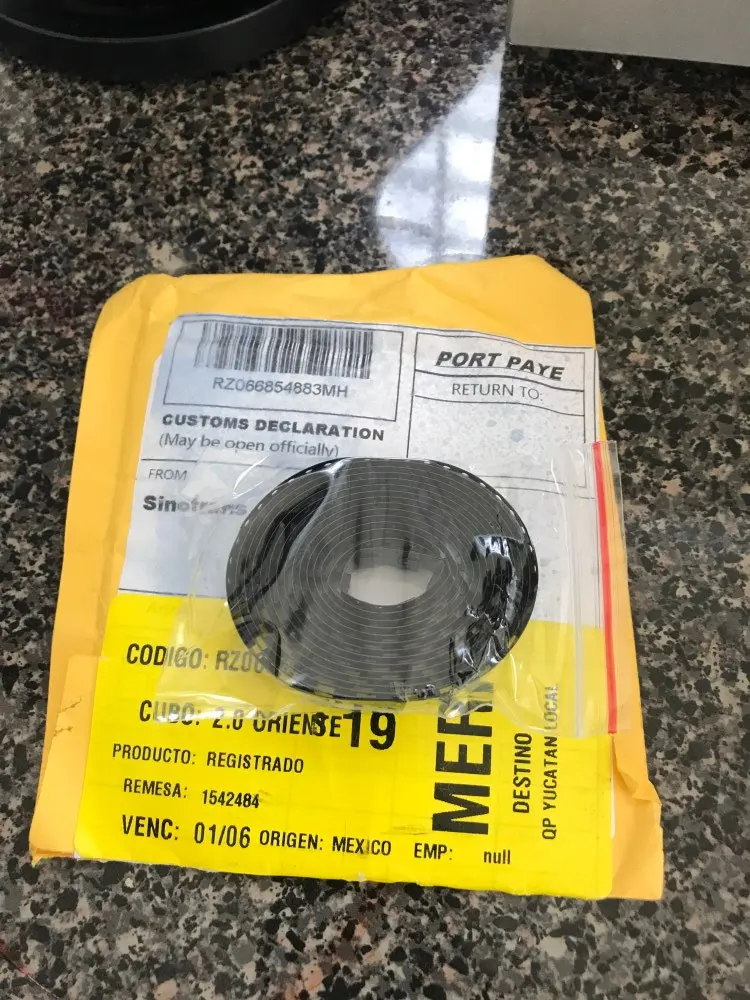 RZ066854883MH
PORT PAYE
RETURN TO:
CUSTOMS DECLARATION
(May be open officially)
FROM
Sinotrans
CODIGO: RZ06
CUBO: 2.0 ORIENTE
19
PRODUCTO: REGISTRADO
REMESA: 1542484
VENC: 01/06 ORIGEN: MEXICO EMP: null
MER
DESTINO
QP YUCATAN LOCAL